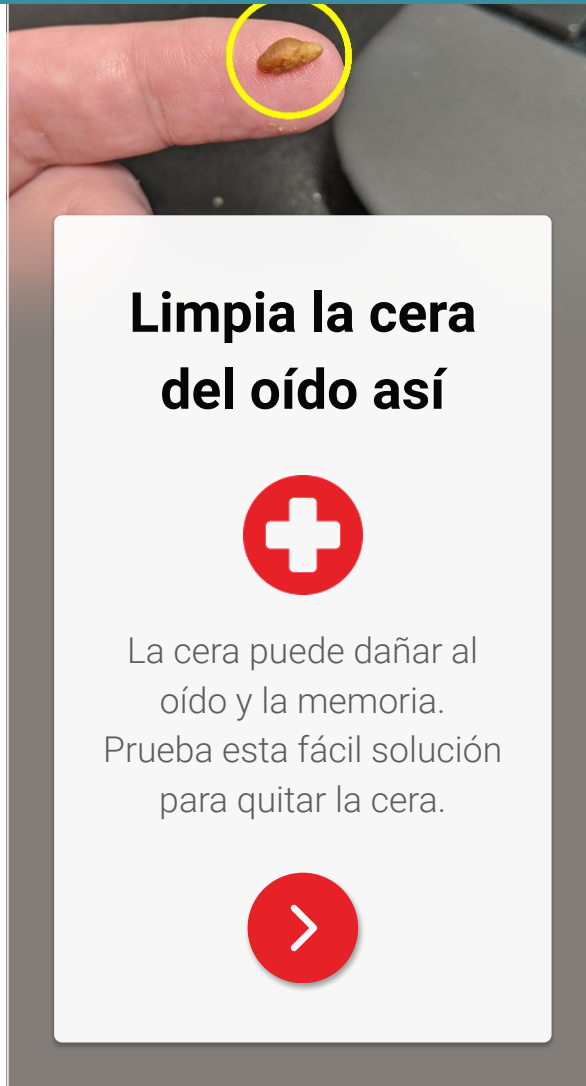 Limpia la cera
del oído así
La cera puede dañar al
oído y la memoria.
Prueba esta fácil solución
para quitar la cera.